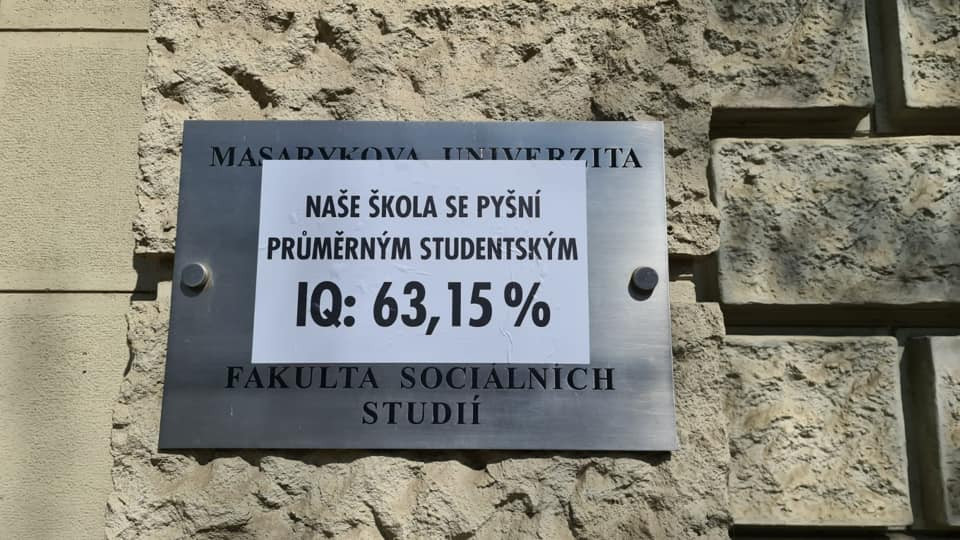 MASARYKOVA UNIVERZITA
NAŠE ŠKOLA SE PYŠNÍ
PRŮMĚRNÝM STUDENTSKÝM
IQ: 63,15 %
FAKULTA SOCIÁLNÍCH
STUDIÍ